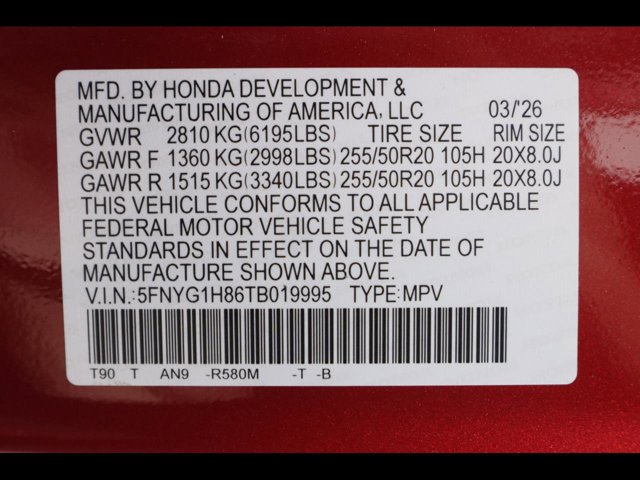 MFD. BY HONDA DEVELOPMENT &
MANUFACTURING OF AMERICA, LLC 03/'26
GVWR 2810 KG(6195LBS) TIRE SIZE RIM SIZE
GAWR F 1360 KG(2998LBS) 255/50R20 105H 20X8.0J
GAWR R 1515 KG(3340LBS) 255/50R20 105H 20X8.0J
THIS VEHICLE CONFORMS TO ALL APPLICABLE
FEDERAL MOTOR VEHICLE SAFETY
STANDARDS IN EFFECT ON THE DATE OF
MANUFACTURE SHOWN ABOVE.
V.I.N.:5FNYG1H86TB019995 TYPE:MPV
T90 T AN9 -R580M -T -B